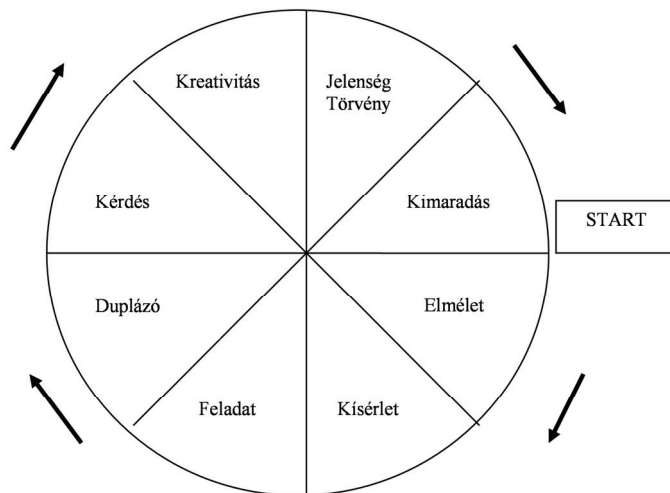 Kreativitás
Jelenség
Törvény
Kérdés
Kimaradás
START
Duplázó
Elmélet
Feladat
Kísérlet